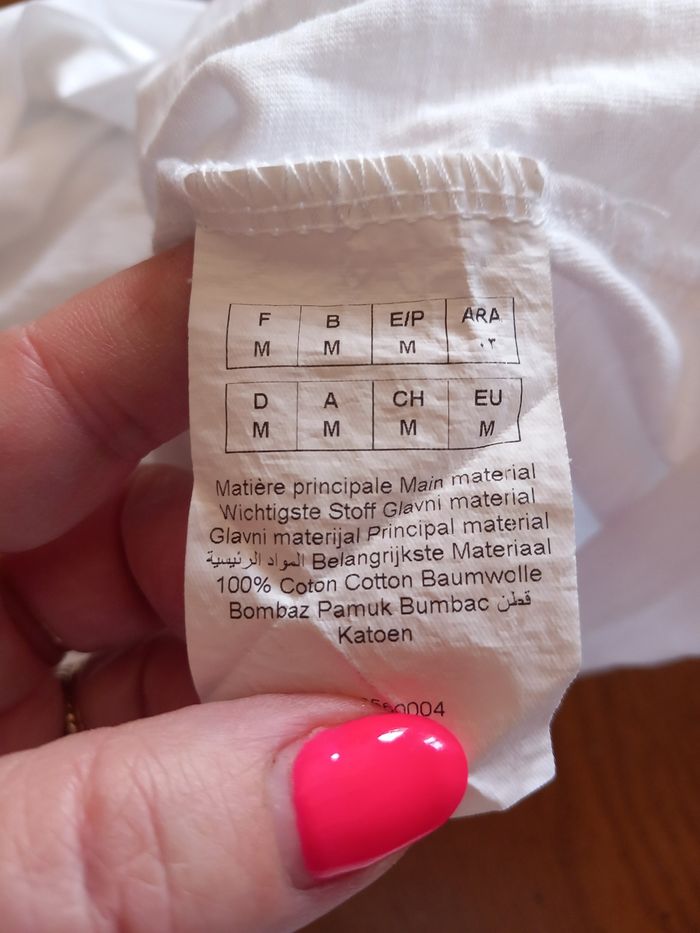 F B E/P ARA
M M M ٠٣
D A CH EU
M M M M
Matière principale Main material
Wichtigste Stoff Glavni material
Glavni materijal Principal material
المواد الرئيسية Belangrijkste Materiaal
100% Coton Cotton Baumwolle
Bombaz Pamuk Bumbac قطن
Katoen